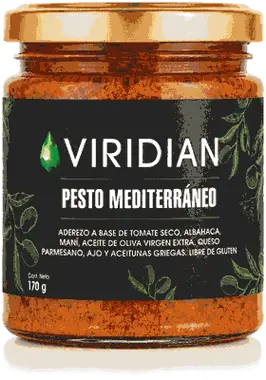 VIRIDIAN
PESTO MEDITERRÁNEO
ADEREZO A BASE DE TOMATE SECO, ALBAHACA,
MANÍ, ACEITE DE OLIVA VIRGEN EXTRA, QUESO
PARMESANO, AJO Y ACEITUNAS GRIEGAS. LIBRE DE GLUTEN
Cont. Neto
170 g